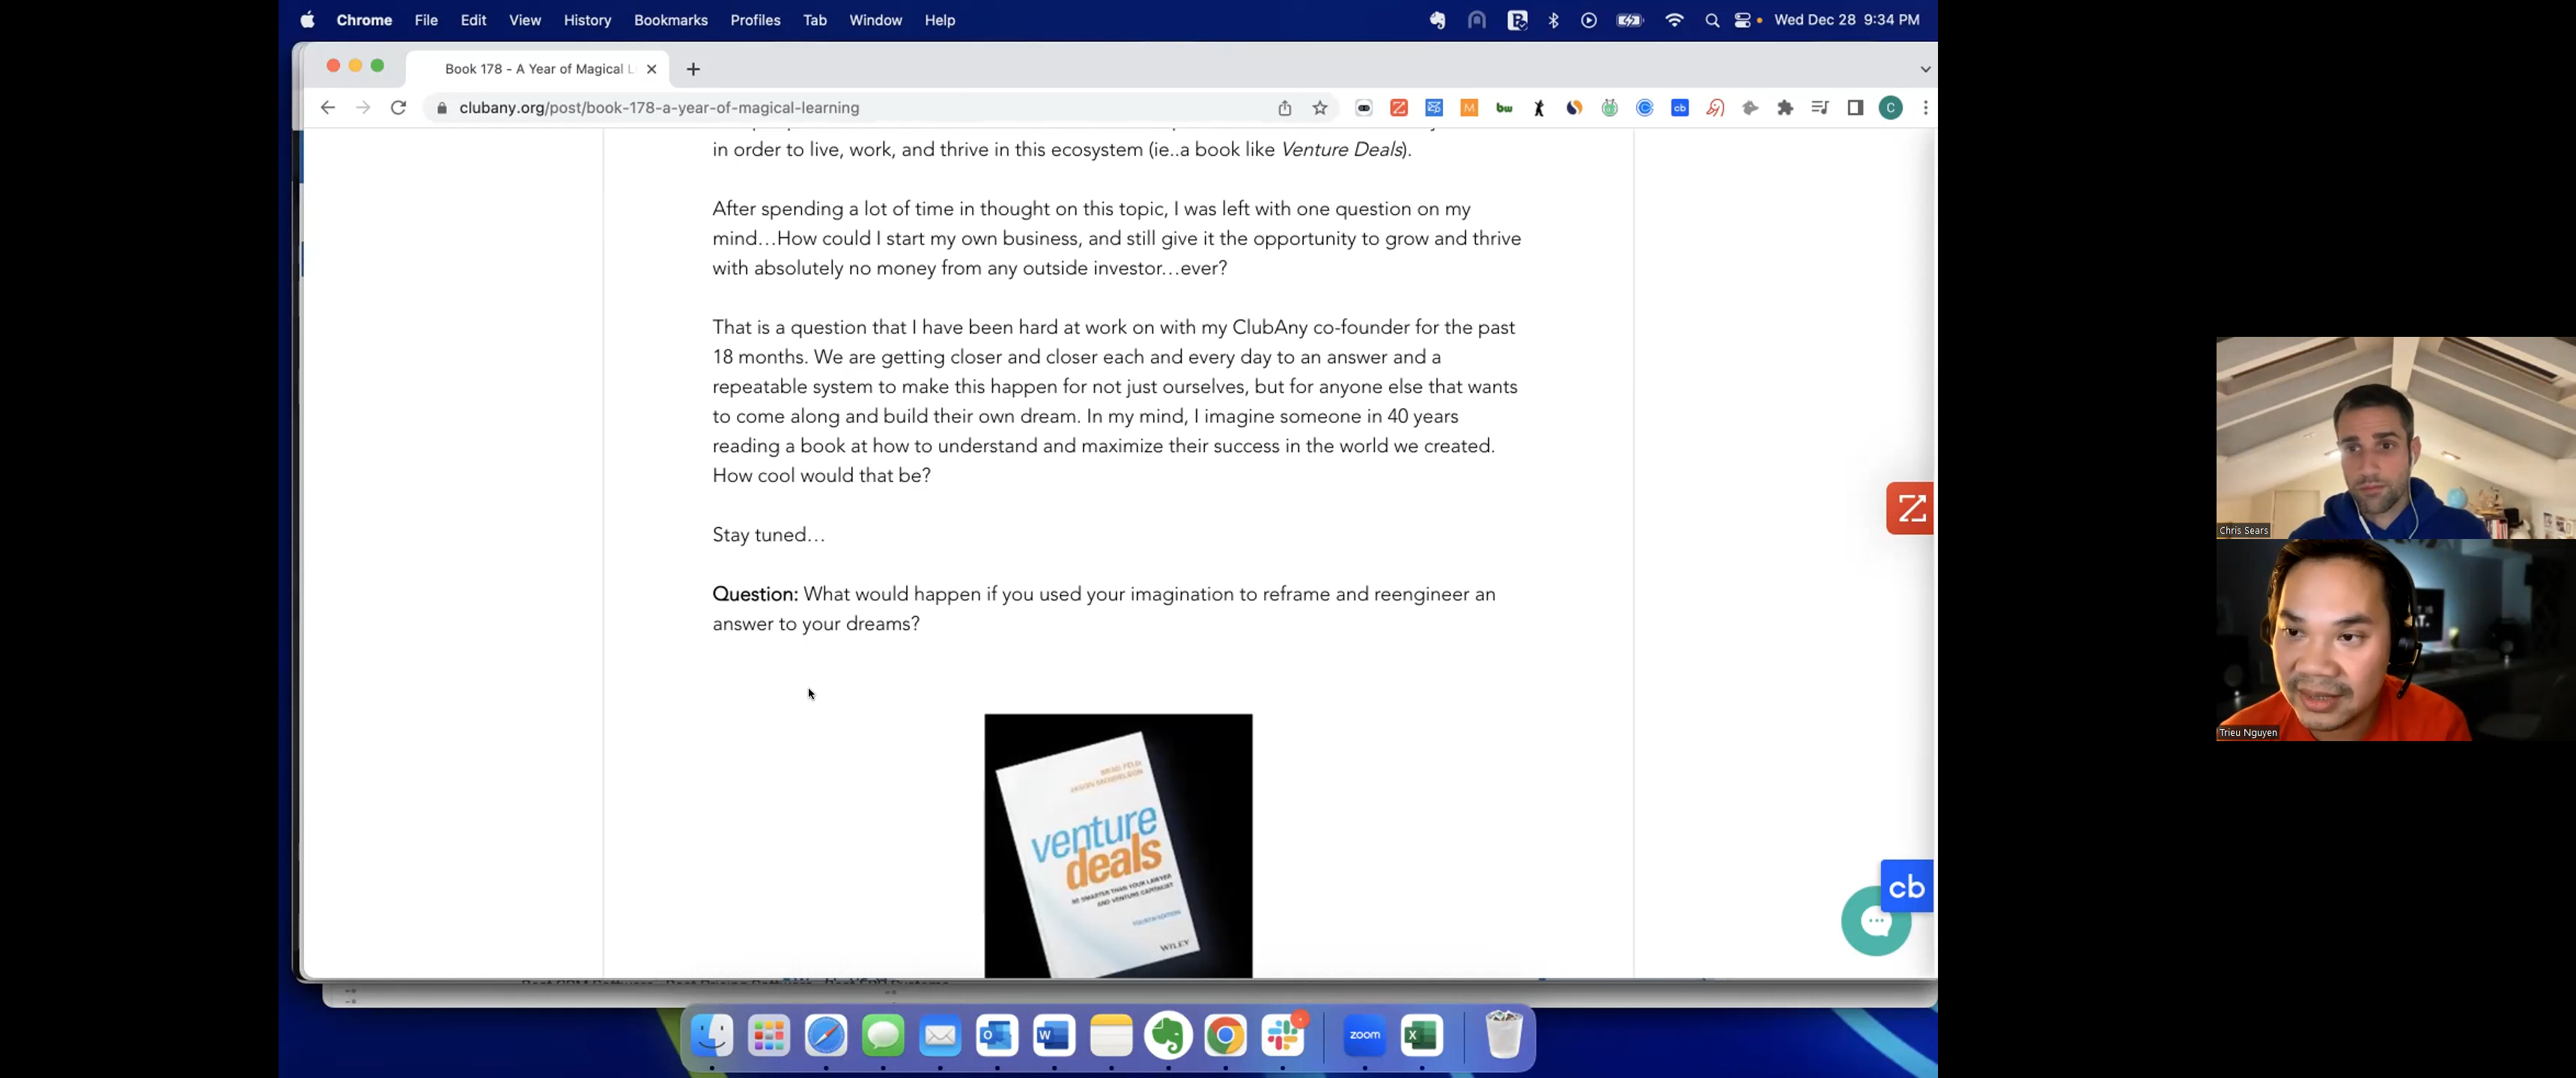 Chrome File Edit View History Bookmarks Profiles Tab Window Help Wed Dec 28 9:34 PM
Book 178 - A Year of Magical L
clubany.org/post/book-178-a-year-of-magical-learning
in order to live, work, and thrive in this ecosystem (ie..a book like Venture Deals).
After spending a lot of time in thought on this topic, I was left with one question on my
mind…How could I start my own business, and still give it the opportunity to grow and thrive
with absolutely no money from any outside investor…ever?
That is a question that I have been hard at work on with my ClubAny co-founder for the past
18 months. We are getting closer and closer each and every day to an answer and a
repeatable system to make this happen for not just ourselves, but for anyone else that wants
to come along and build their own dream. In my mind, I imagine someone in 40 years
reading a book at how to understand and maximize their success in the world we created.
How cool would that be?
Stay tuned…
Question: What would happen if you used your imagination to reframe and reengineer an
answer to your dreams?
BRAD FELD
JASON MENDELSON
venture
deals
BE SMARTER THAN YOUR LAWYER
AND VENTURE CAPITALIST
FOURTH EDITION
WILEY
cb
zoom
Chris Sears
Trieu Nguyen